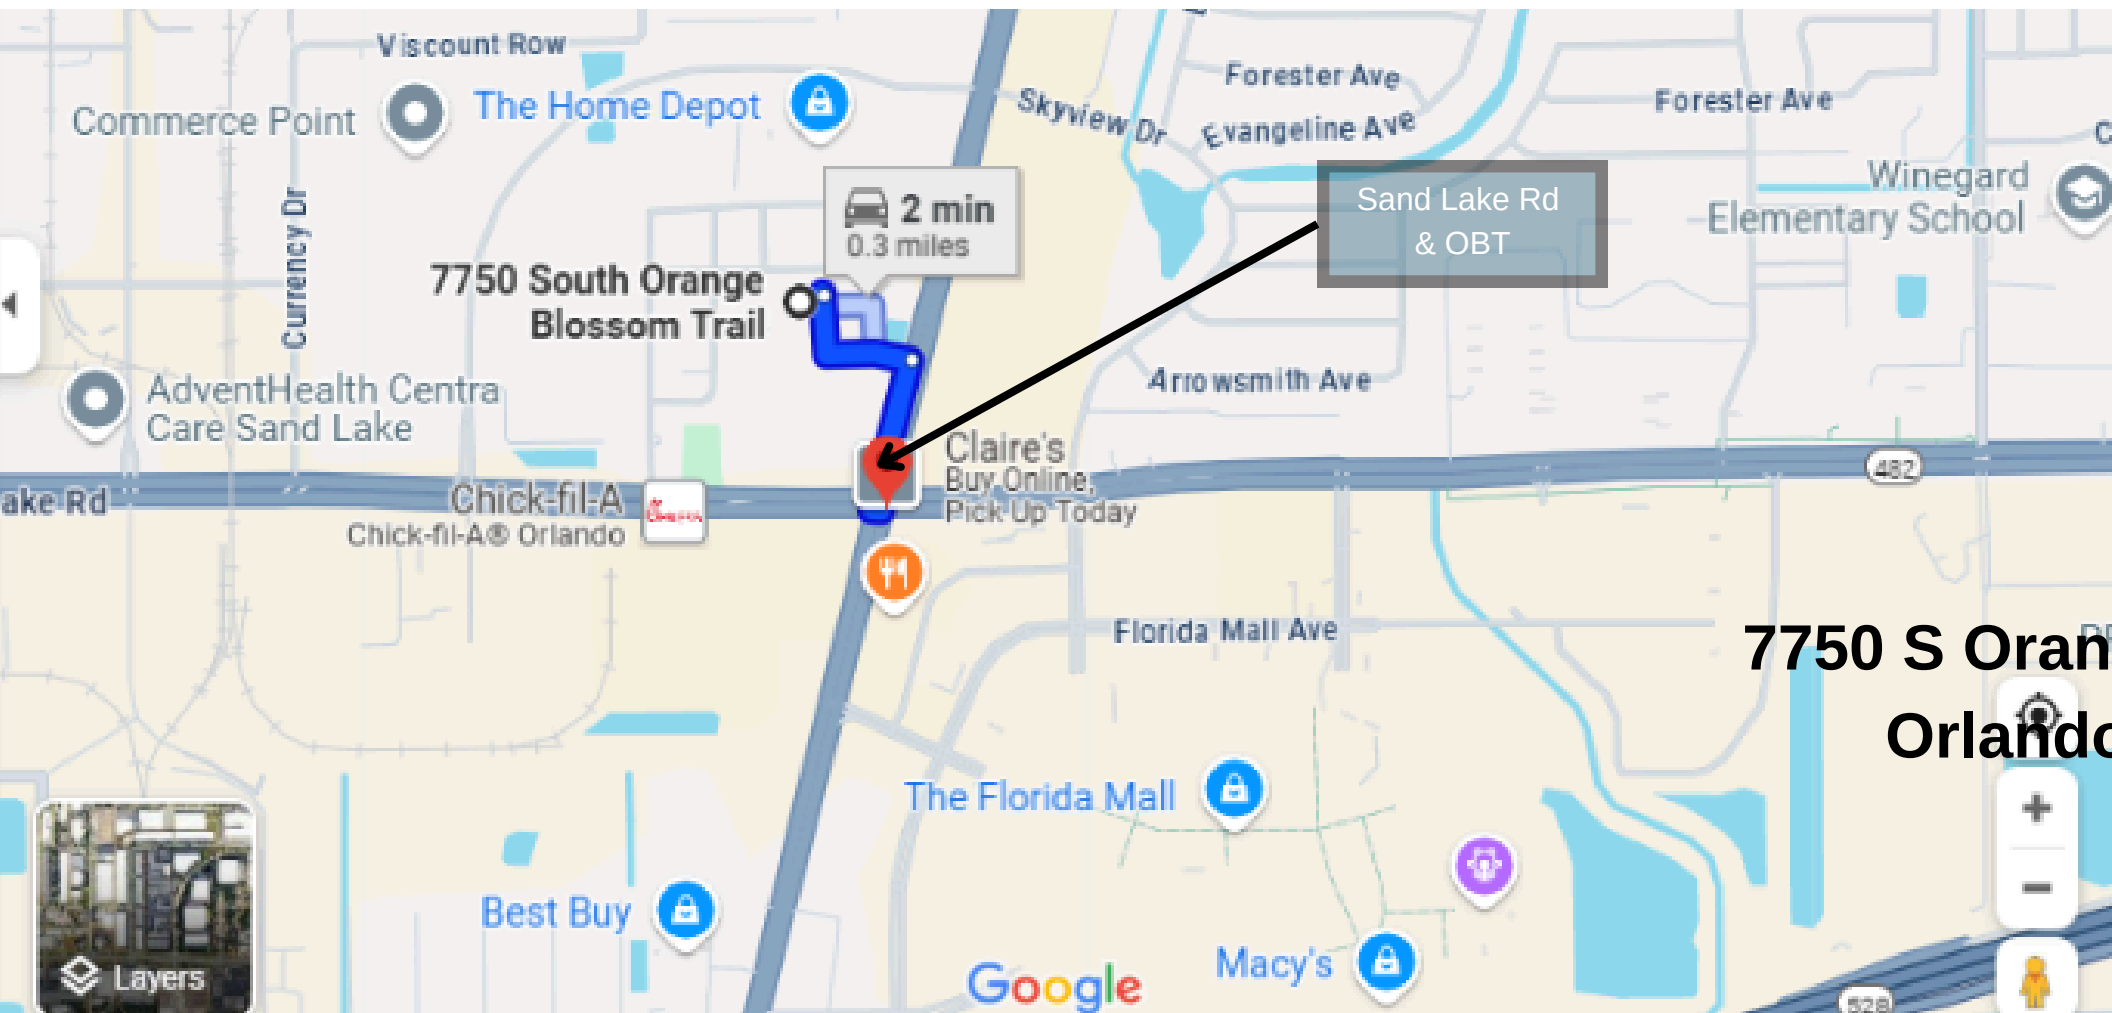 Viscount Row
Commerce Point
The Home Depot
Skyview Dr
Forester Ave
Evangeline Ave
Forester Ave
Currency Dr
2 min
0.3 miles
7750 South Orange
Blossom Trail
Sand Lake Rd
& OBT
Winegard
Elementary School
AdventHealth Centra
Care Sand Lake
Arrowsmith Ave
Claire's
Buy Online,
Pick Up Today
482
ake Rd
Chick-fil-A
Chick-fil-A® Orlando
Florida Mall Ave
7750 S Oran
Orlando
The Florida Mall
Best Buy
Macy's
Layers
Google
528